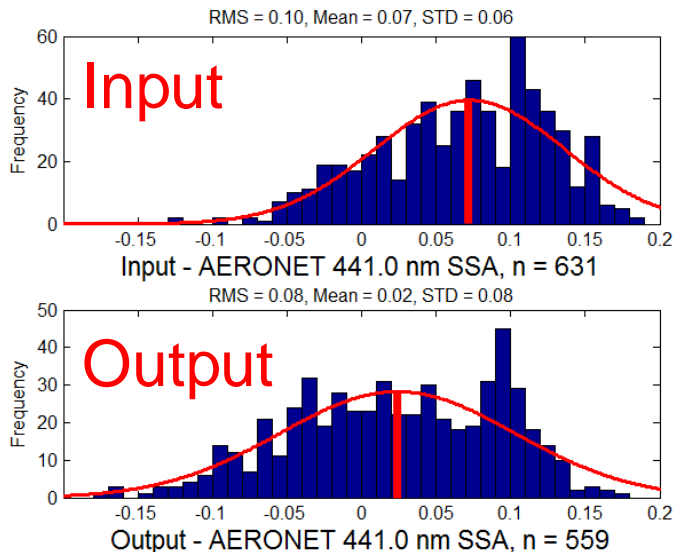 RMS = 0.10, Mean = 0.07, STD = 0.06
60
40
20
0
Frequency
Input
-0.15 -0.1 -0.05 0 0.05 0.1 0.15 0.2
Input - AERONET 441.0 nm SSA, n = 631
RMS = 0.08, Mean = 0.02, STD = 0.08
50
40
30
20
10
0
Frequency
Output
-0.15 -0.1 -0.05 0 0.05 0.1 0.15 0.2
Output - AERONET 441.0 nm SSA, n = 559